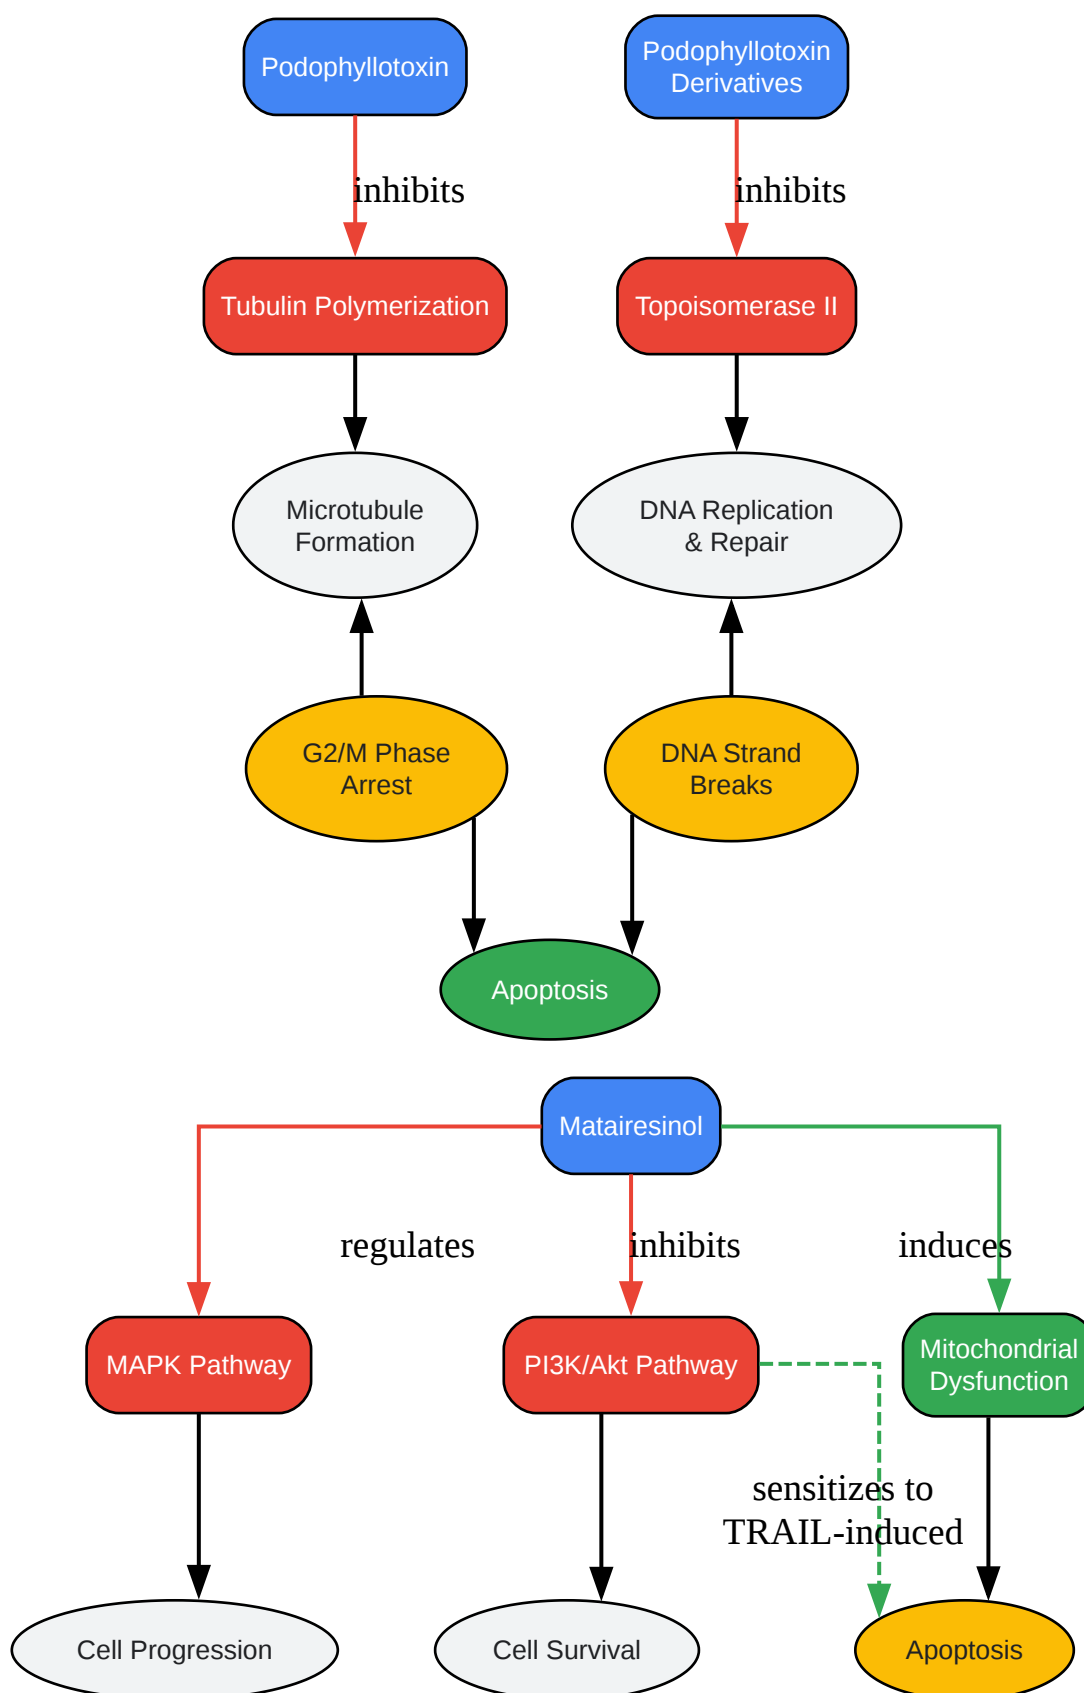 Podophyllotoxin
Podophyllotoxin
Derivatives
inhibits
inhibits
Tubulin Polymerization
Topoisomerase II
Microtubule
Formation
DNA Replication
& Repair
G2/M Phase
Arrest
DNA Strand
Breaks
Apoptosis
Matairesinol
regulates
inhibits
induces
MAPK Pathway
PI3K/Akt Pathway
Mitochondrial
Dysfunction
sensitizes to
TRAIL-induced
Cell Progression
Cell Survival
Apoptosis